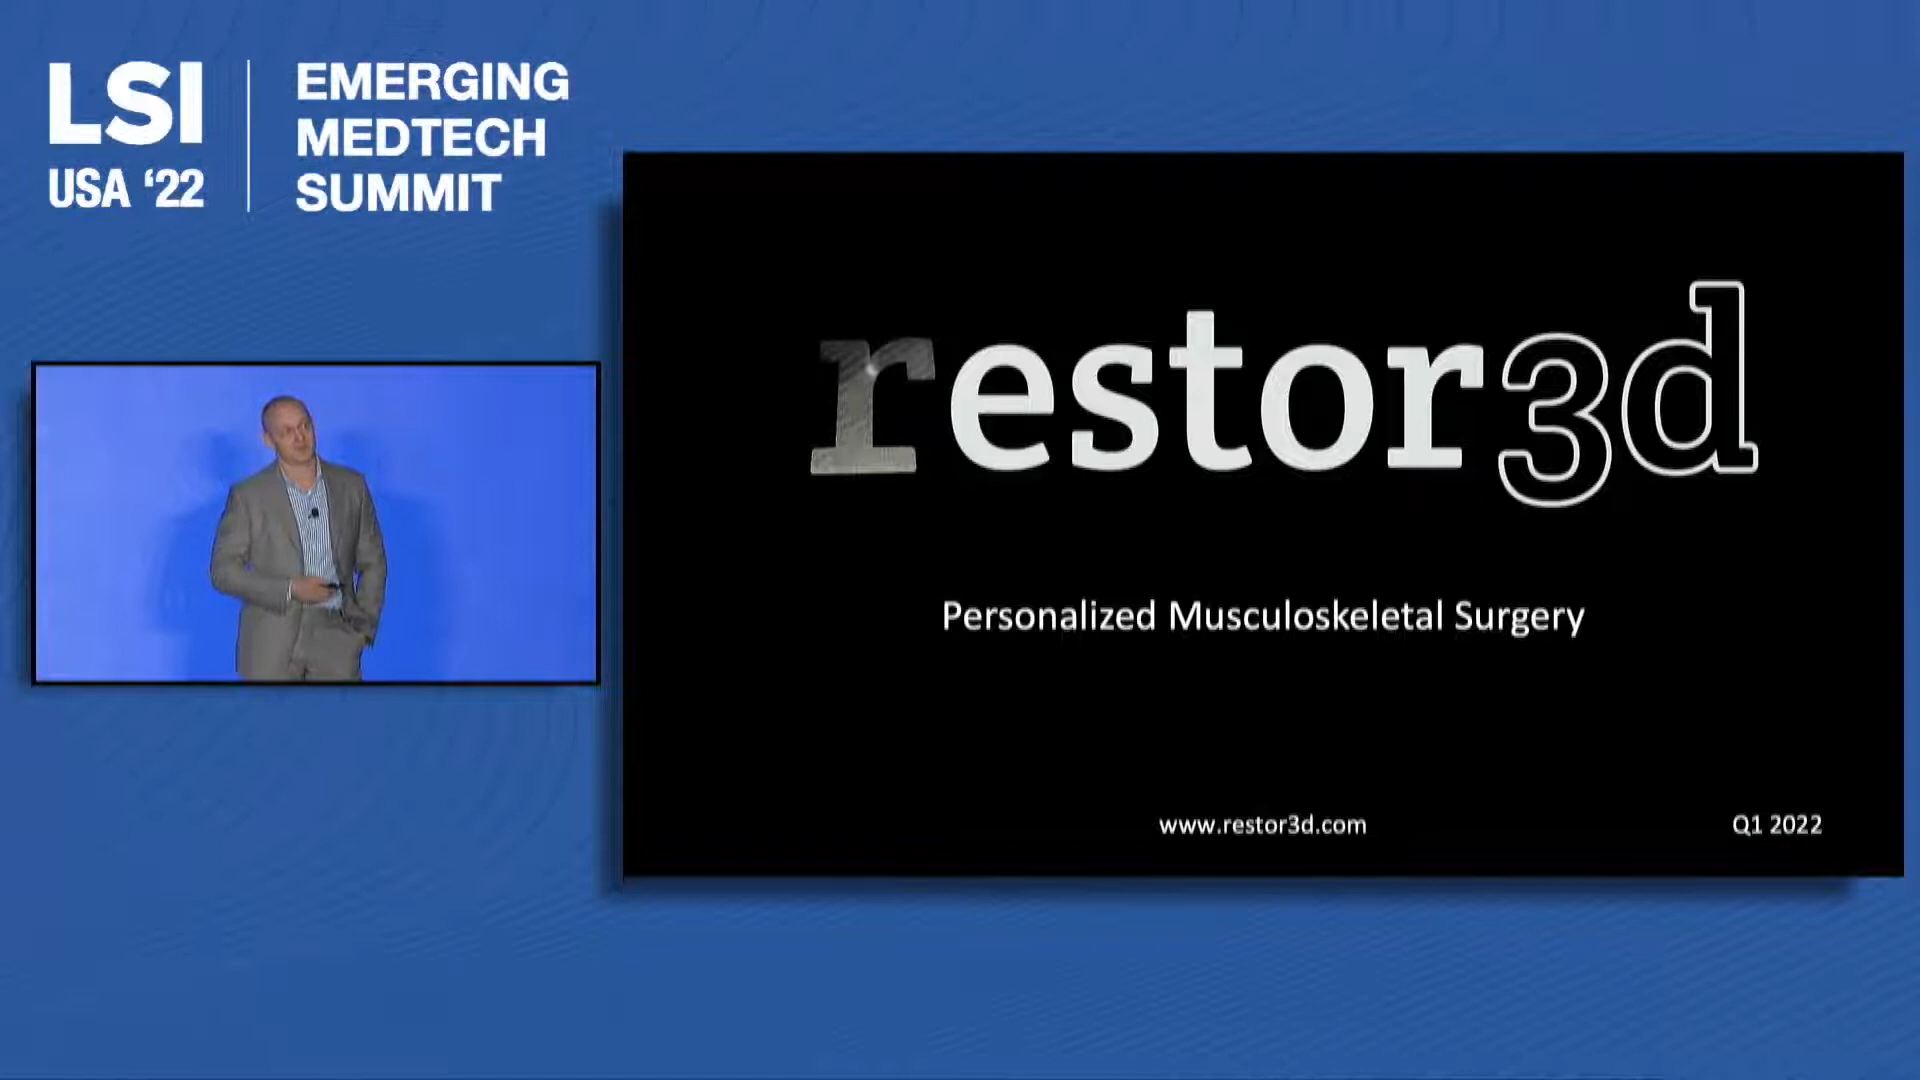 LSI
USA ‘22
EMERGING
MEDTECH
SUMMIT
restor3d
Personalized Musculoskeletal Surgery
www.restor3d.com
Q1 2022